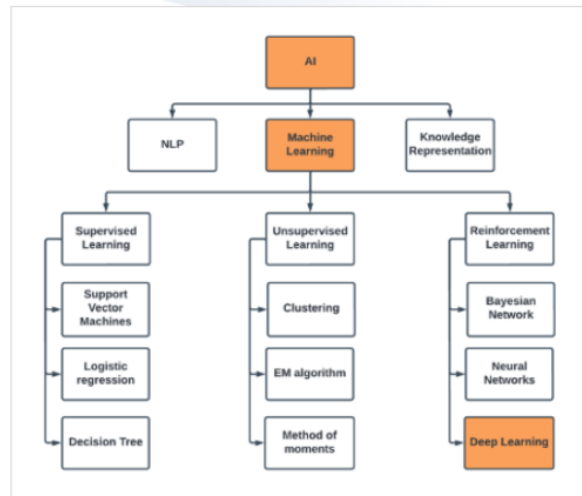 AI
NLP
Machine
Learning
Knowledge
Representation
Supervised
Learning
Unsupervised
Learning
Reinforcement
Learning
Support
Vector
Machines
Clustering
Bayesian
Network
Logistic
regression
EM algorithm
Neural
Networks
Decision Tree
Method of
moments
Deep Learning